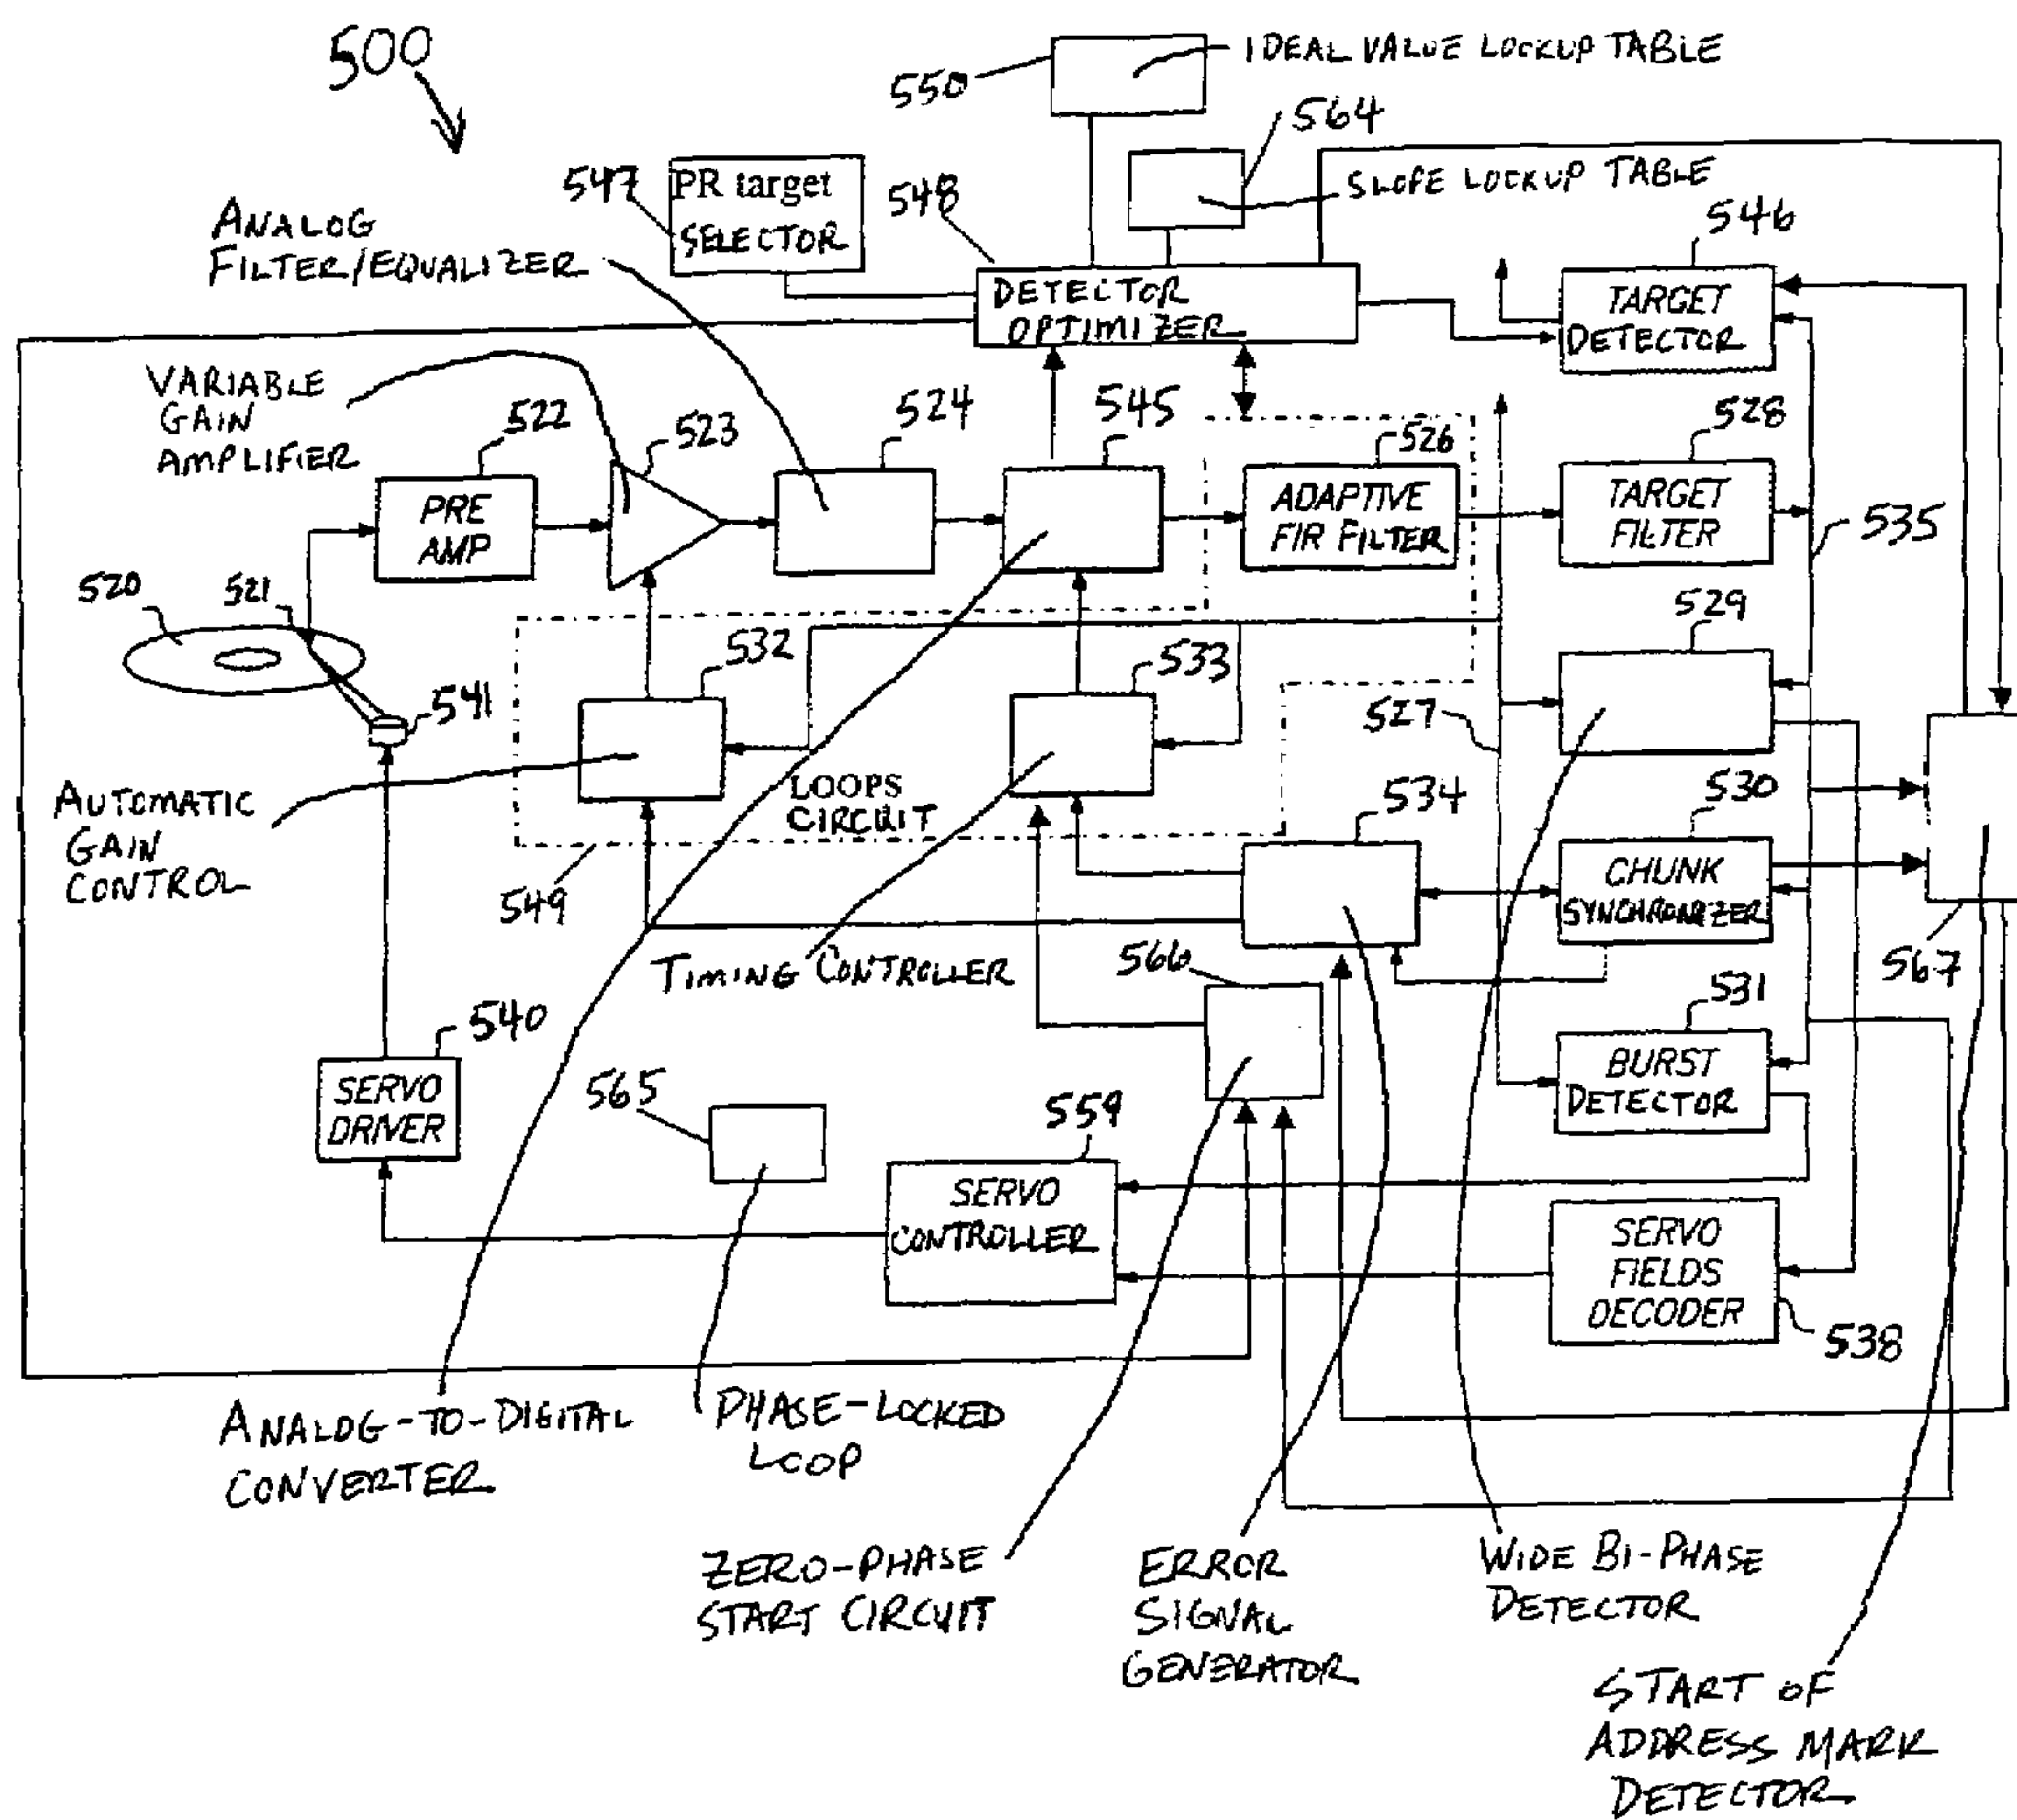 500
550
IDEAL VALUE LOCKUP TABLE
564
547
PR target
SELECTOR
548
SLOPE LOCKUP TABLE
546
ANALOG
FILTER/EQUALIZER
DETECTOR
OPTIMIZER
TARGET
DETECTOR
VARIABLE
GAIN
AMPLIFIER
522
523
524
545
526
528
PRE
AMP
ADAPTIVE
FIR FILTER
TARGET
FILTER
535
520
521
541
532
533
527
529
AUTOMATIC
GAIN
CONTROL
LOOPS
CIRCUIT
549
534
530
CHUNK
SYNCHRONIZER
567
TIMING CONTROLLER
566
531
BURST
DETECTOR
540
SERVO
DRIVER
565
559
SERVO
CONTROLLER
SERVO
FIELDS
DECODER
538
ANALOG-TO-DIGITAL
CONVERTER
PHASE-LOCKED
LOOP
ZERO-PHASE
START CIRCUIT
ERROR
SIGNAL
GENERATOR
WIDE BI-PHASE
DETECTOR
START OF
ADDRESS MARK
DETECTOR